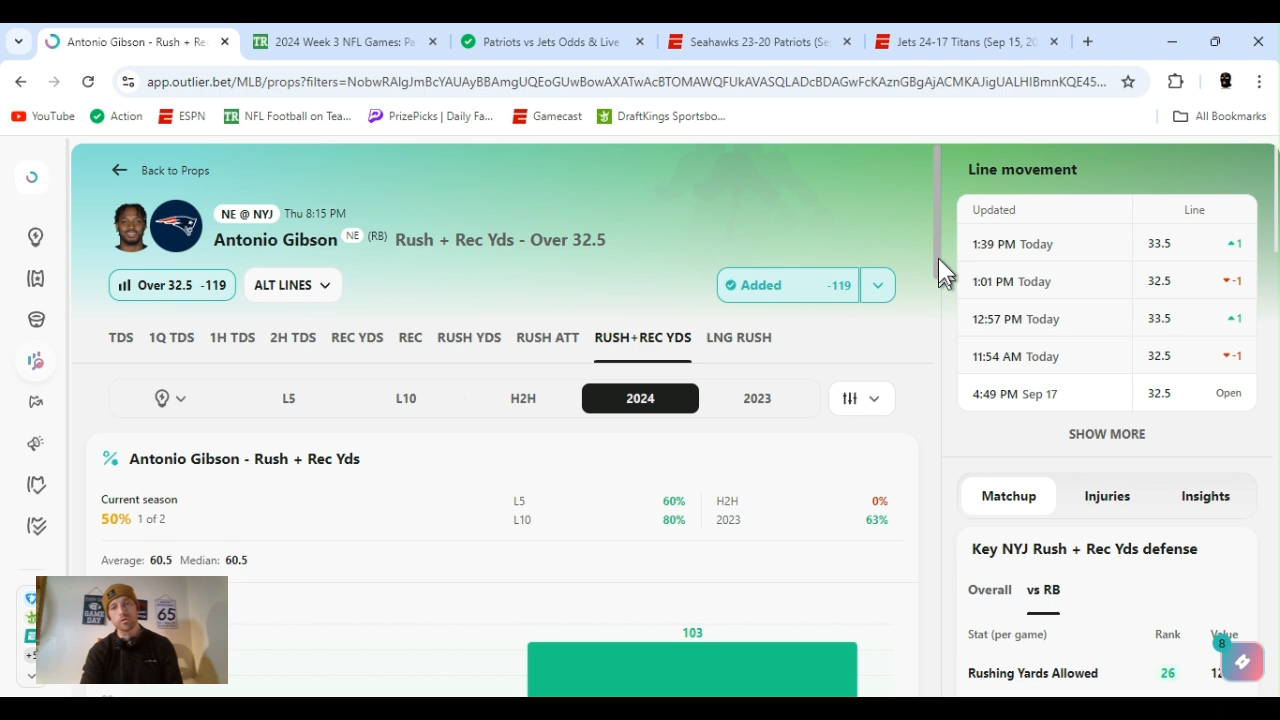 Antonio Gibson - Rush + Re
2024 Week 3 NFL Games: Pa
Patriots vs Jets Odds & Live
Seahawks 23-20 Patriots (Se
Jets 24-17 Titans (Sep 15, 20
YouTube
Action
ESPN
NFL Football on Tea...
PrizePicks | Daily Fa...
Gamecast
DraftKings Sportsbo...
All Bookmarks
Back to Props
NE @ NYJ Thu 8:15 PM
Antonio Gibson NE (RB) Rush + Rec Yds - Over 32.5
Over 32.5 -119
ALT LINES
Added -119
TDS 1Q TDS 1H TDS 2H TDS REC YDS REC RUSH YDS RUSH ATT RUSH+REC YDS LNG RUSH
L5 L10 H2H 2024 2023
Antonio Gibson - Rush + Rec Yds
Current season
50% 1 of 2
L5 60% H2H 0%
L10 80% 2023 63%
Average: 60.5 Median: 60.5
103
GAME
DAY
65
Line movement
Updated Line
1:39 PM Today 33.5 1
1:01 PM Today 32.5 -1
12:57 PM Today 33.5 1
11:54 AM Today 32.5 -1
4:49 PM Sep 17 32.5 Open
SHOW MORE
Matchup Injuries Insights
Key NYJ Rush + Rec Yds defense
Overall vs RB
Stat (per game) Rank
8
Rushing Yards Allowed 26